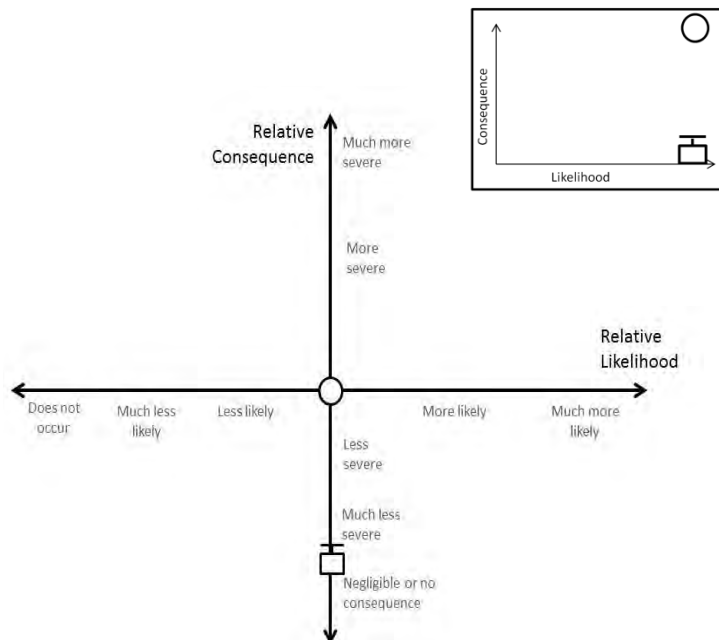 Consequence
Likelihood
Relative
Consequence
Much more
severe
More
severe
Relative
Likelihood
Does not
occur
Much less
likely
Less likely
More likely
Much more
likely
Less
severe
Much less
severe
Negligible or no
consequence